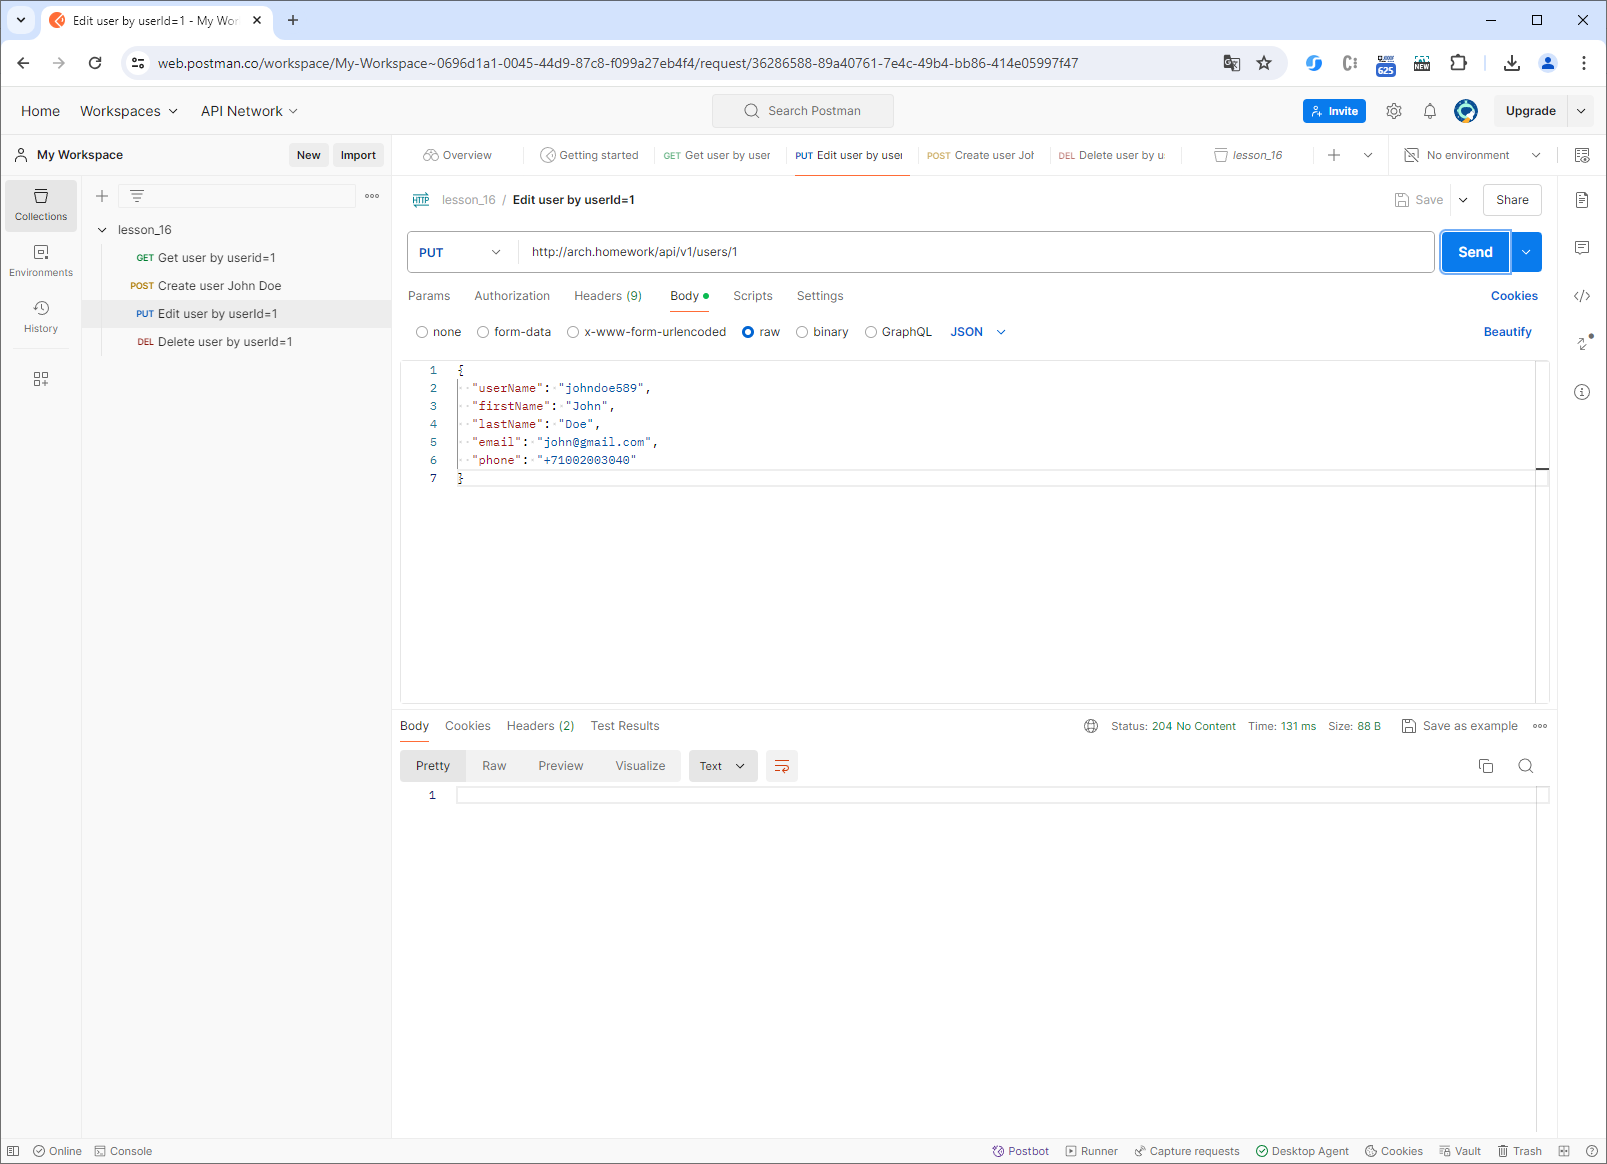 Edit user by userId=1 - My Wor
web.postman.co/workspace/My-Workspace~0696d1a1-0045-44d9-87c8-f099a27eb4f4/request/36286588-89a40761-7e4c-49b4-bb86-414e05997f47
625
NEW
Home Workspaces API Network
Search Postman
Invite
Upgrade
My Workspace
New Import
Overview
Getting started
GET Get user by user
PUT Edit user by user
POST Create user Joh
DEL Delete user by u
lesson_16
No environment
Collections
Environments
History
lesson_16
GET Get user by userid=1
POST Create user John Doe
PUT Edit user by userId=1
DEL Delete user by userId=1
HTTP lesson_16 / Edit user by userId=1
Save
Share
PUT http://arch.homework/api/v1/users/1
Send
Params Authorization Headers (9) Body Scripts Settings Cookies
none form-data x-www-form-urlencoded raw binary GraphQL JSON Beautify
1 {
2 "userName": "johndoe589",
3 "firstName": "John",
4 "lastName": "Doe",
5 "email": "john@gmail.com",
6 "phone": "+71002003040"
7 }
Body Cookies Headers (2) Test Results
Status: 204 No Content Time: 131 ms Size: 88 B Save as example
Pretty Raw Preview Visualize Text
1
Online Console
Postbot Runner Capture requests Desktop Agent Cookies Vault Trash